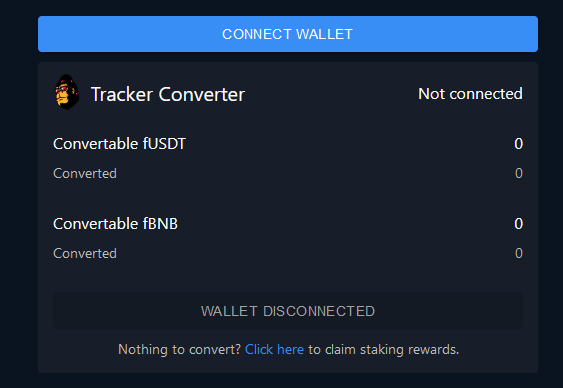 CONNECT WALLET
Tracker Converter Not connected
Convertable fUSDT 0
Converted 0
Convertable fBNB 0
Converted 0
WALLET DISCONNECTED
Nothing to convert? Click here to claim staking rewards.